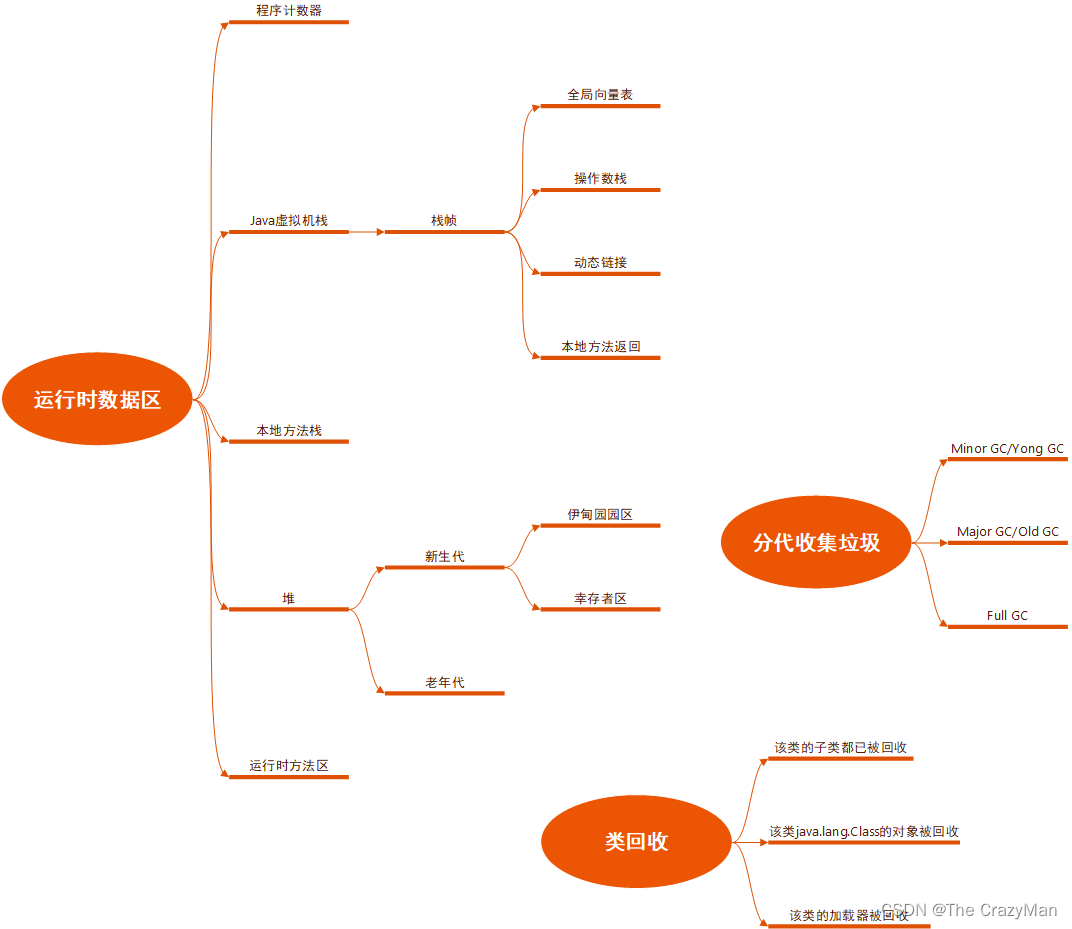 程序计数器
全局向量表
操作数栈
Java虚拟机栈
栈帧
动态链接
本地方法返回
运行时数据区
本地方法栈
Minor GC/Yong GC
伊甸园园区
Major GC/Old GC
分代收集垃圾
新生代
堆
幸存者区
Full GC
老年代
运行时方法区
该类的子类都已被回收
该类java.lang.Class的对象被回收
类回收
该类的加载器被回收
CSDN @The CrazyMan